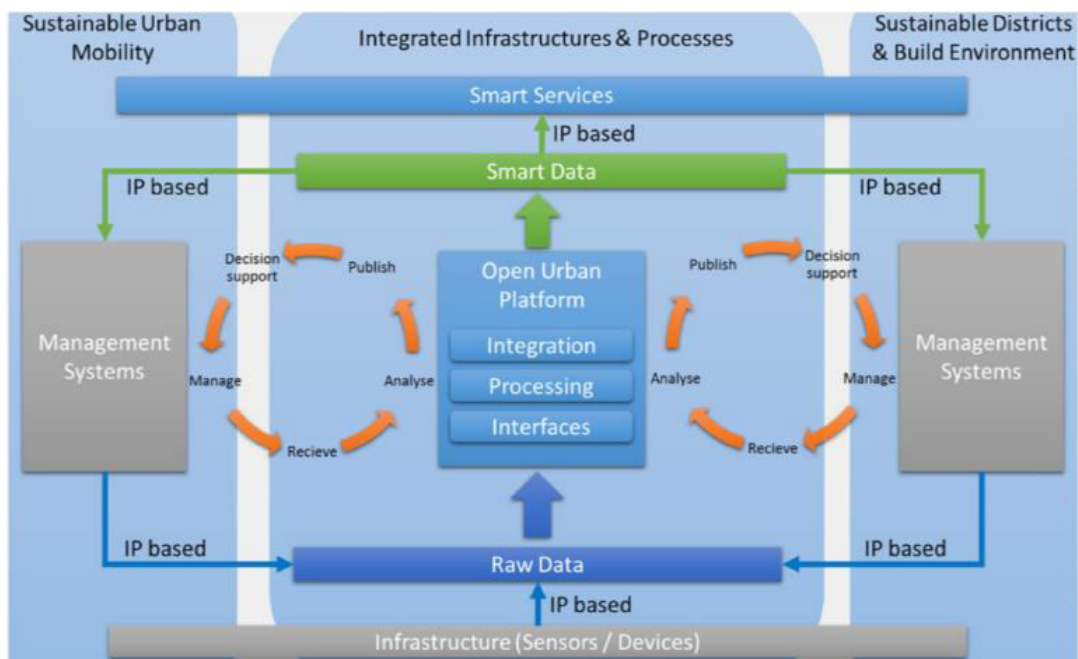 Sustainable Urban
Mobility
Integrated Infrastructures & Processes
Sustainable Districts
& Build Environment
Smart Services
IP based
Smart Data
IP based
IP based
Decision
support
Publish
Open Urban
Platform
Publish
Decision
support
Management
Systems
Integration
Management
Systems
Manage
Analyse
Processing
Analyse
Manage
Interfaces
Recieve
Recieve
IP based
IP based
Raw Data
IP based
Infrastructure (Sensors / Devices)